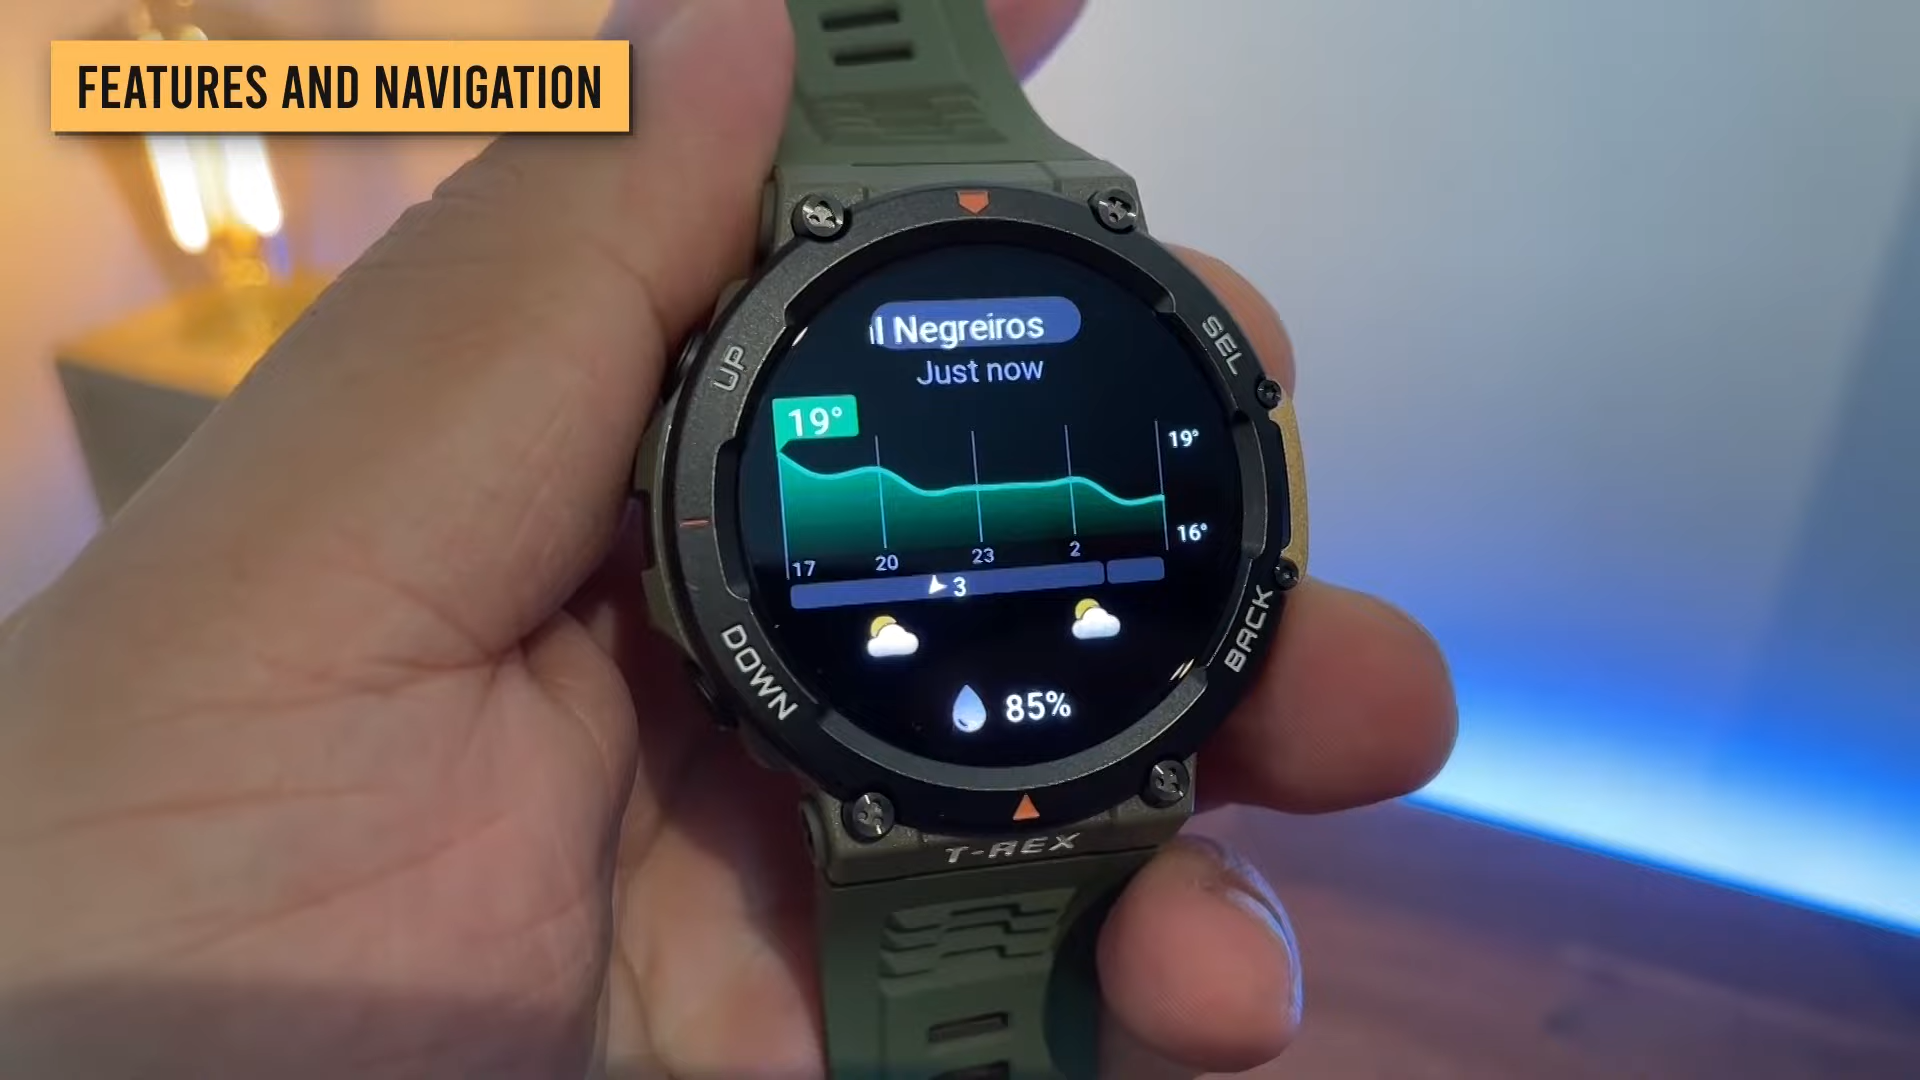 FEATURES AND NAVIGATION
l Negreiros
Just now
19°
19°
16°
17 20 23 2
3
85%
UP
SEL
DOWN
BACK
T-REX